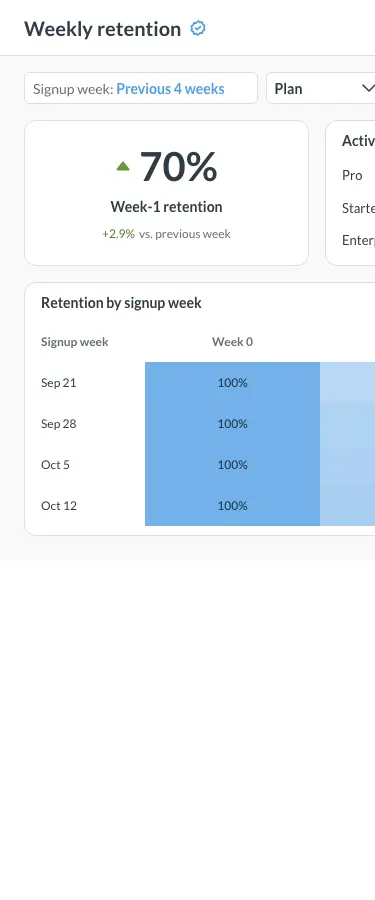 Weekly retention
Signup week: Previous 4 weeks
Plan
70%
Week-1 retention
+2.9% vs. previous week
Pro
Retention by signup week
Signup week Week 0
Sep 21 100%
Sep 28 100%
Oct 5 100%
Oct 12 100%